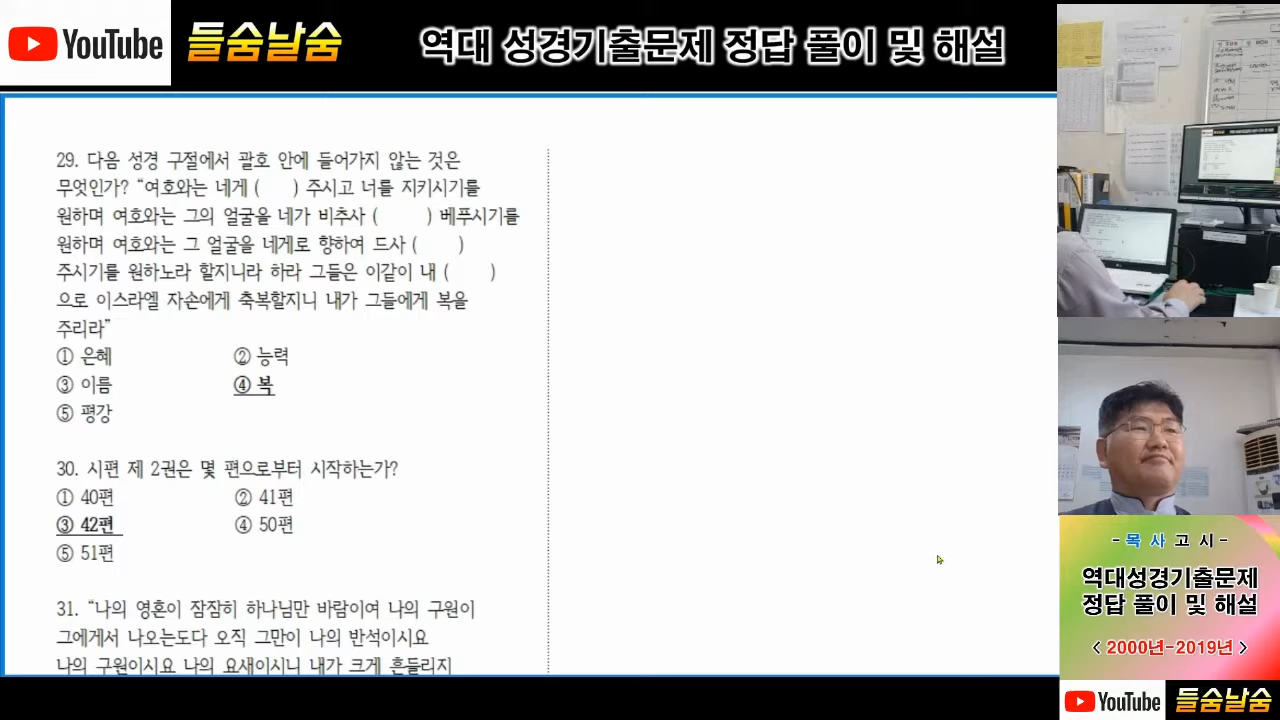 YouTube 들숨날숨 역대 성경기출문제 정답 풀이 및 해설
29. 다음 성경 구절에서 괄호 안에 들어가지 않는 것은
무엇인가? “여호와는 네게 ( ) 주시고 너를 지키시기를
원하며 여호와는 그의 얼굴을 네가 비추사 ( ) 베푸시기를
원하며 여호와는 그 얼굴을 네게로 향하여 드사 ( )
주시기를 원하노라 할지니라 하라 그들은 이같이 내 ( )
으로 이스라엘 자손에게 축복할지니 내가 그들에게 복을
주리라”
① 은혜 ② 능력
③ 이름 ④ 복
⑤ 평강
30. 시편 제 2권은 몇 편으로부터 시작하는가?
① 40편 ② 41편
③ 42편 ④ 50편
⑤ 51편
31. “나의 영혼이 잠잠히 하나님만 바람이여 나의 구원이
그에게서 나오는도다 오직 그만이 나의 반석이시요
나의 구원이시요 나의 요새이시니 내가 크게 흔들리지
- 목 사 고 시 -
역대성경기출문제
정답 풀이 및 해설
< 2000년-2019년 >
YouTube 들숨날숨